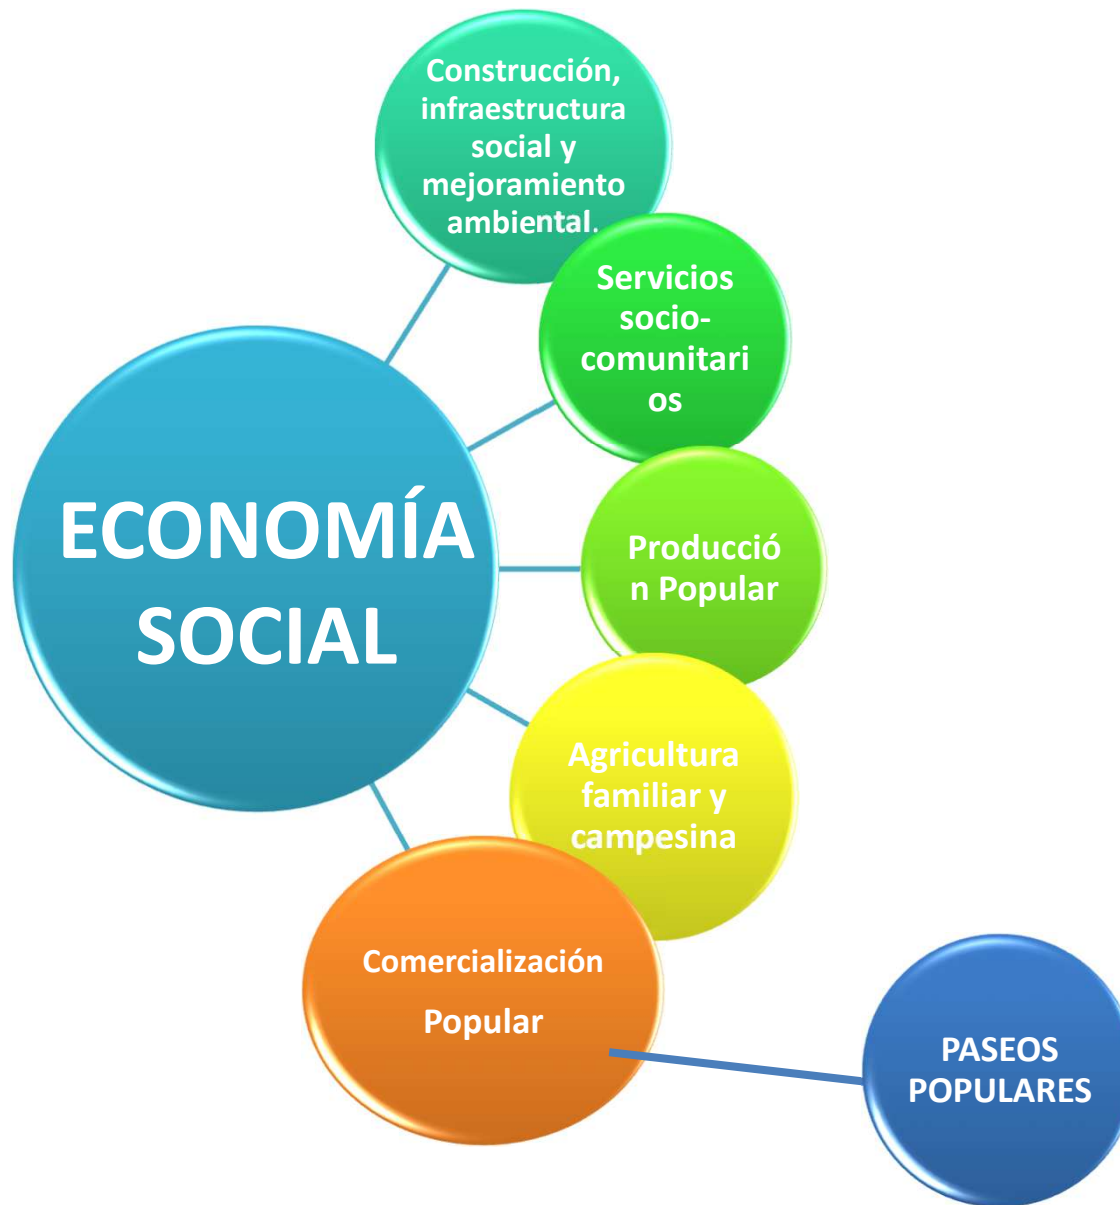 Construcción,
infraestructura
social y
mejoramiento
ambiental.
Servicios
socio-
comunitari
os
ECONOMÍA
SOCIAL
Producció
n Popular
Agricultura
familiar y
campesina
Comercialización
Popular
PASEOS
POPULARES